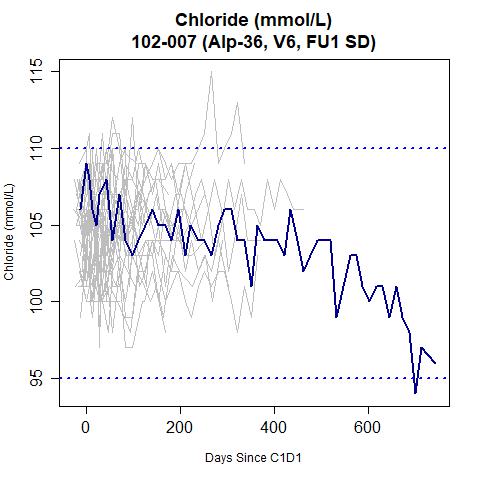 Chloride (mmol/L)
102-007 (Alp-36, V6, FU1 SD)
Chloride (mmol/L)
115
110
105
100
95
0
200
400
600
Days Since C1D1